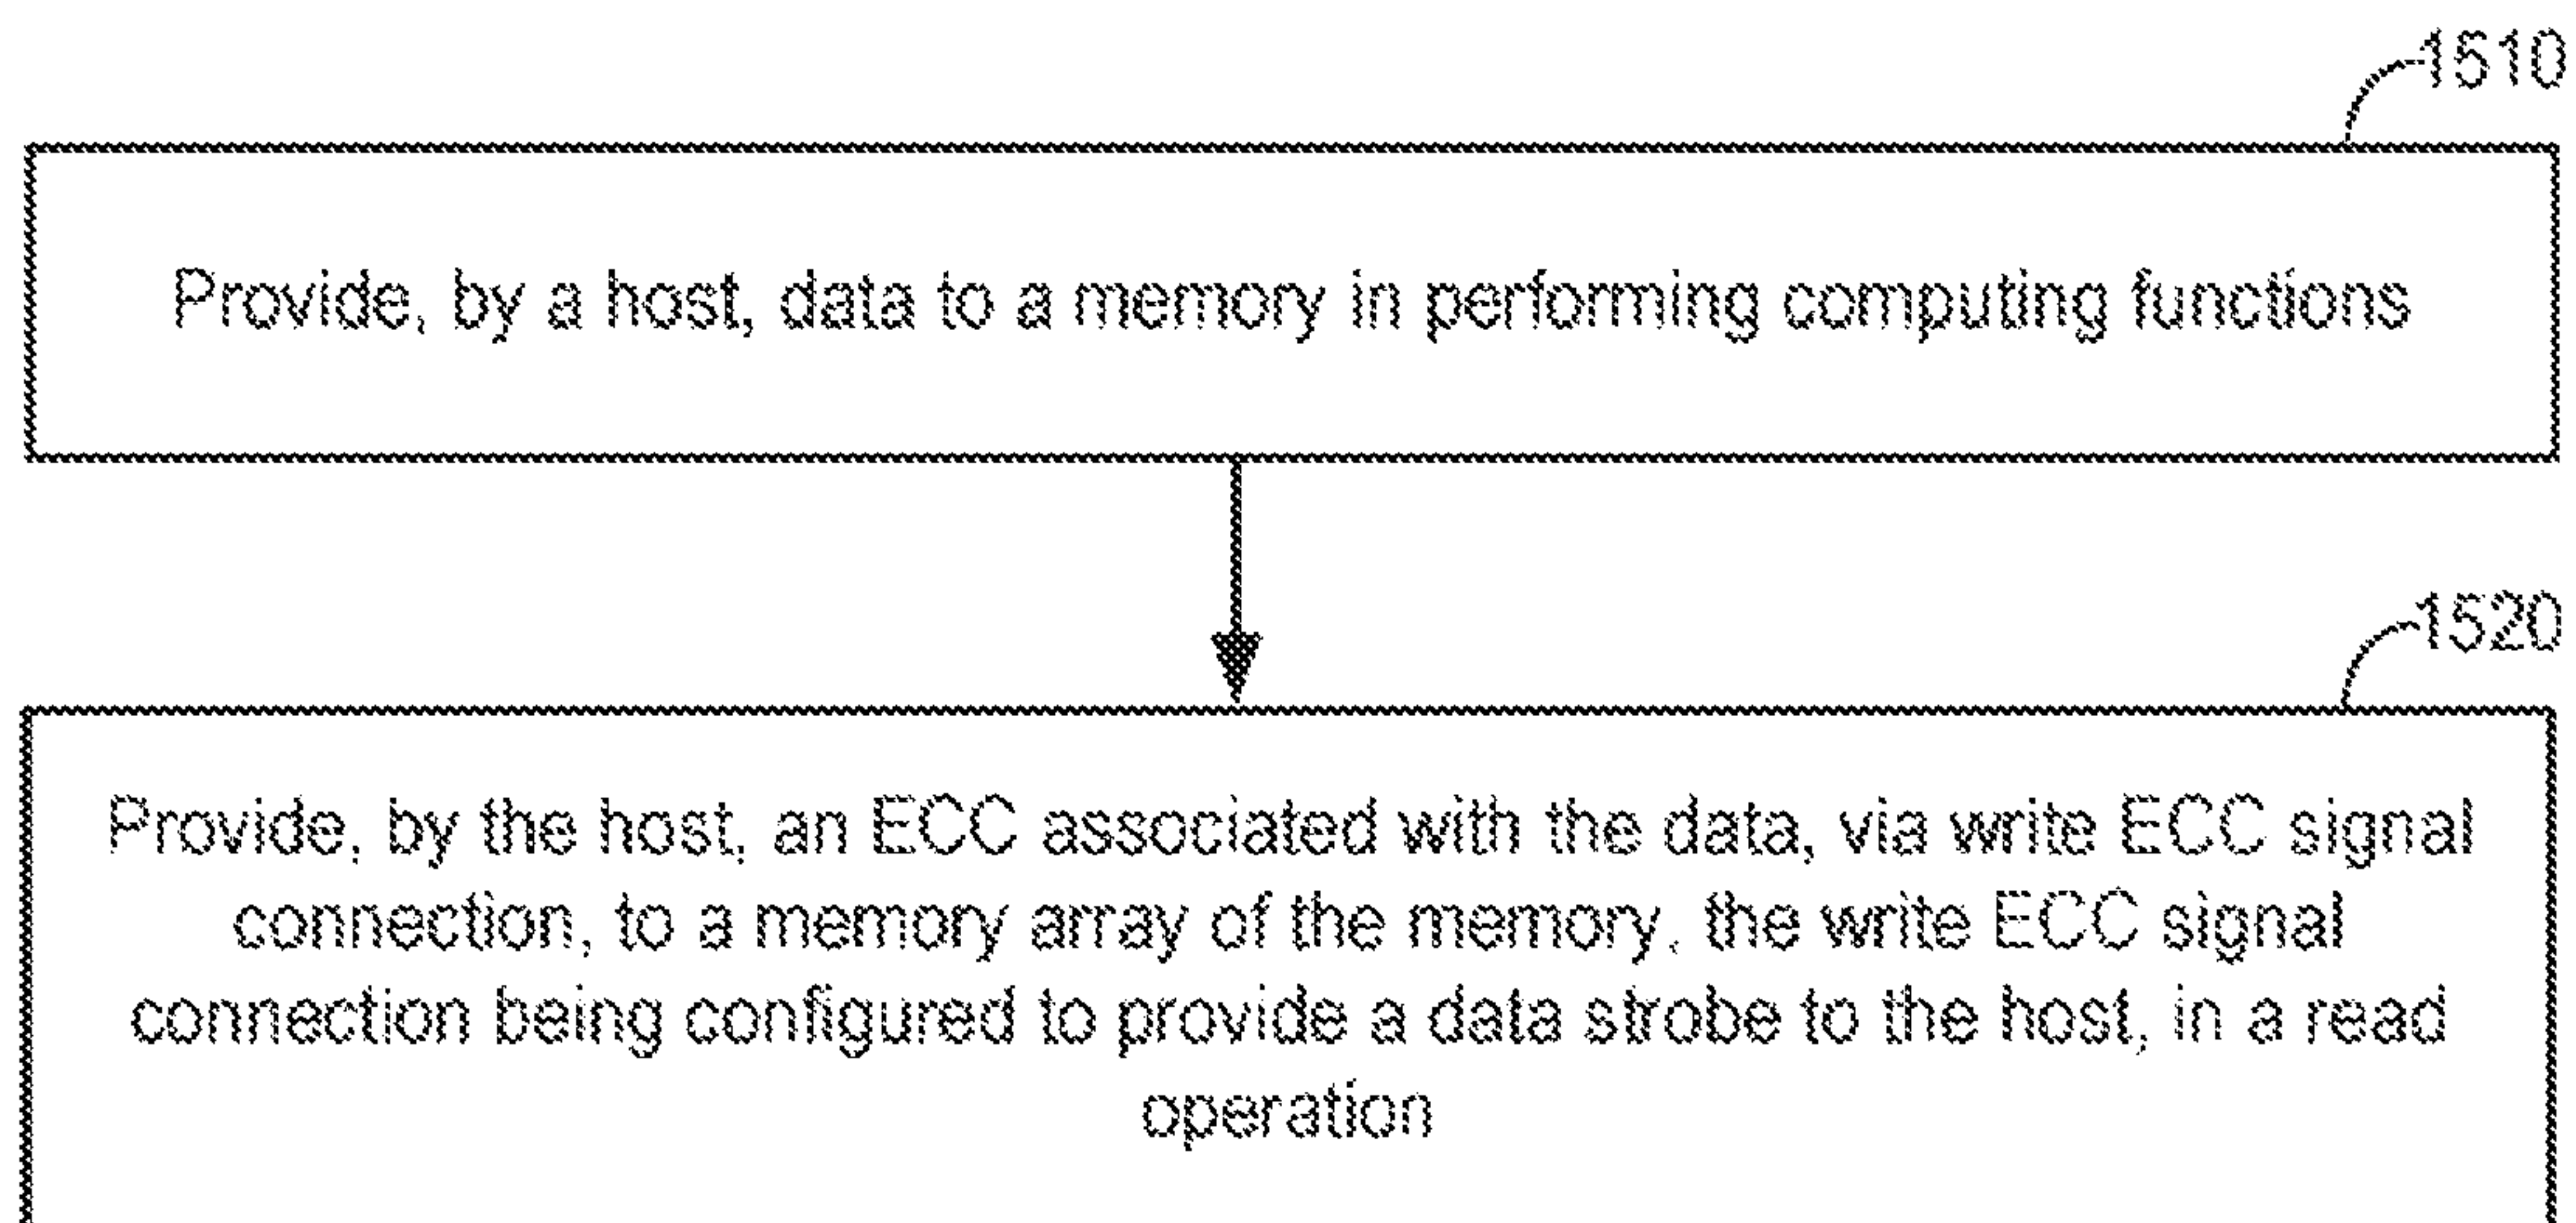 1510
Provide, by a host, data to a memory in performing computing functions
1520
Provide, by the host, an ECC associated with the data, via write ECC signal
connection, to a memory array of the memory, the write ECC signal
connection being configured to provide a data strobe to the host, in a read
operation